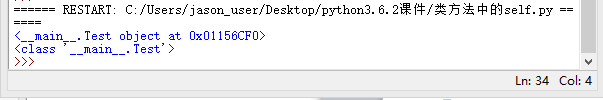 ====== RESTART: C:/Users/jason_user/Desktop/python3.6.2课件/类方法中的self.py ==
====
<__main__.Test object at 0x01156CF0>
<class '__main__.Test'>
>>>
Ln: 34 Col: 4